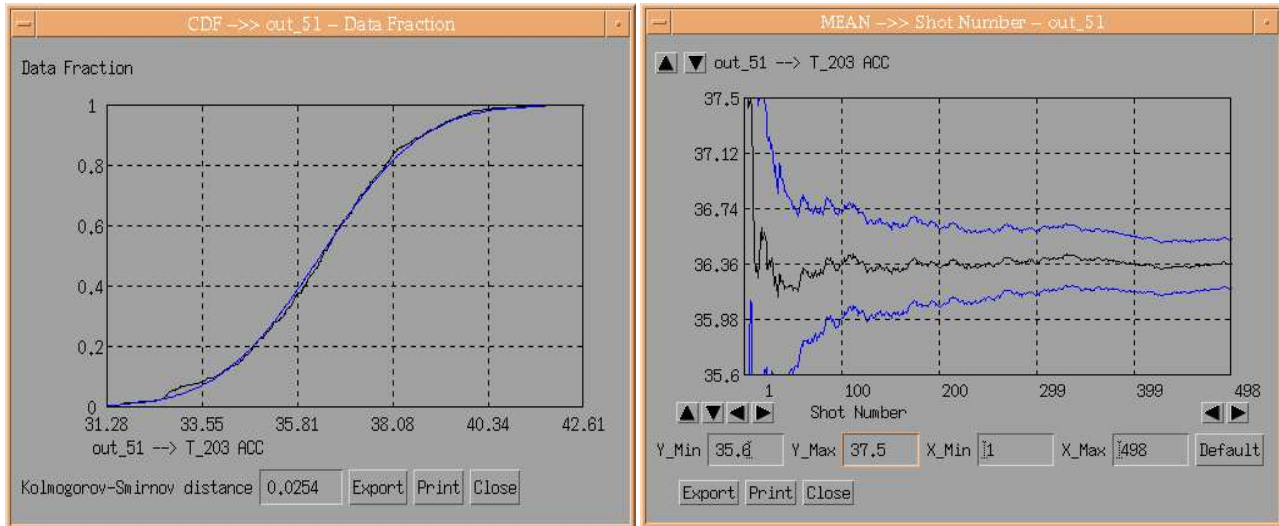 CDF –>> out_51 – Data Fraction
Data Fraction
1
0.8
0.6
0.4
0.2
0
31.28 33.55 35.81 38.08 40.34 42.61
out_51 --> T_203 ACC
Kolmogorov-Smirnov distance 0.0254 Export Print Close
MEAN –>> Shot Number – out_51
out_51 --> T_203 ACC
37.5
37.12
36.74
36.36
35.98
35.6
1 100 200 299 399 498
Shot Number
Y_Min 35.6 Y_Max 37.5 X_Min 1 X_Max 498 Default
Export Print Close